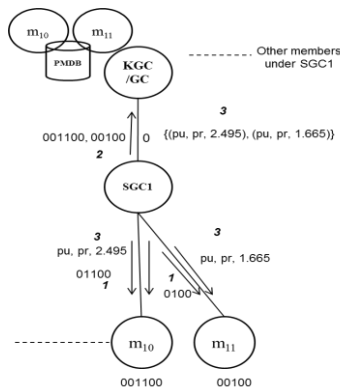 m10 m11
PMDB
KGC
/GC
Other members
under SGC1
3
{(pu, pr, 2.495), (pu, pr, 1.665)}
001100, 00100
0
2
SGC1
3
pu, pr, 2.495
3
pu, pr, 1.665
01100
1
1
0100
m10
m11
001100
00100